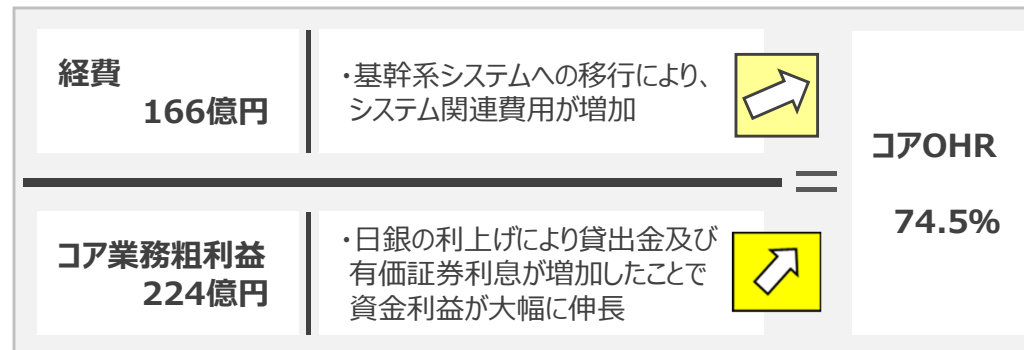 経費
166億円
・基幹系システムへの移行により、
システム関連費用が増加
コア業務粗利益
224億円
・日銀の利上げにより貸出金及び
有価証券利息が増加したことで
資金利益が大幅に伸長
＝
コアOHR
74.5%